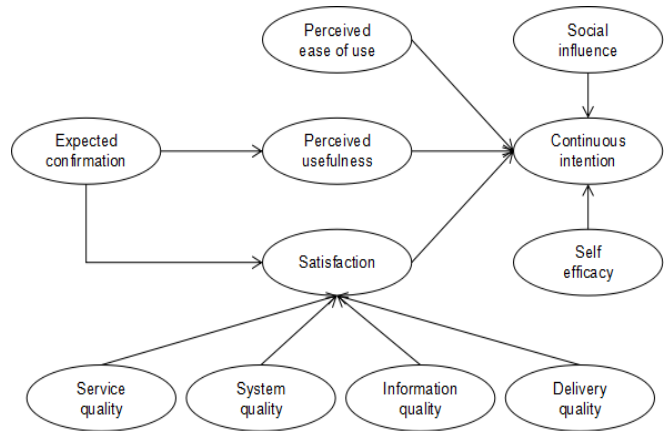 Perceived
ease of use
Social
influence
Expected
confirmation
Perceived
usefulness
Continuous
intention
Satisfaction
Self
efficacy
Service
quality
System
quality
Information
quality
Delivery
quality